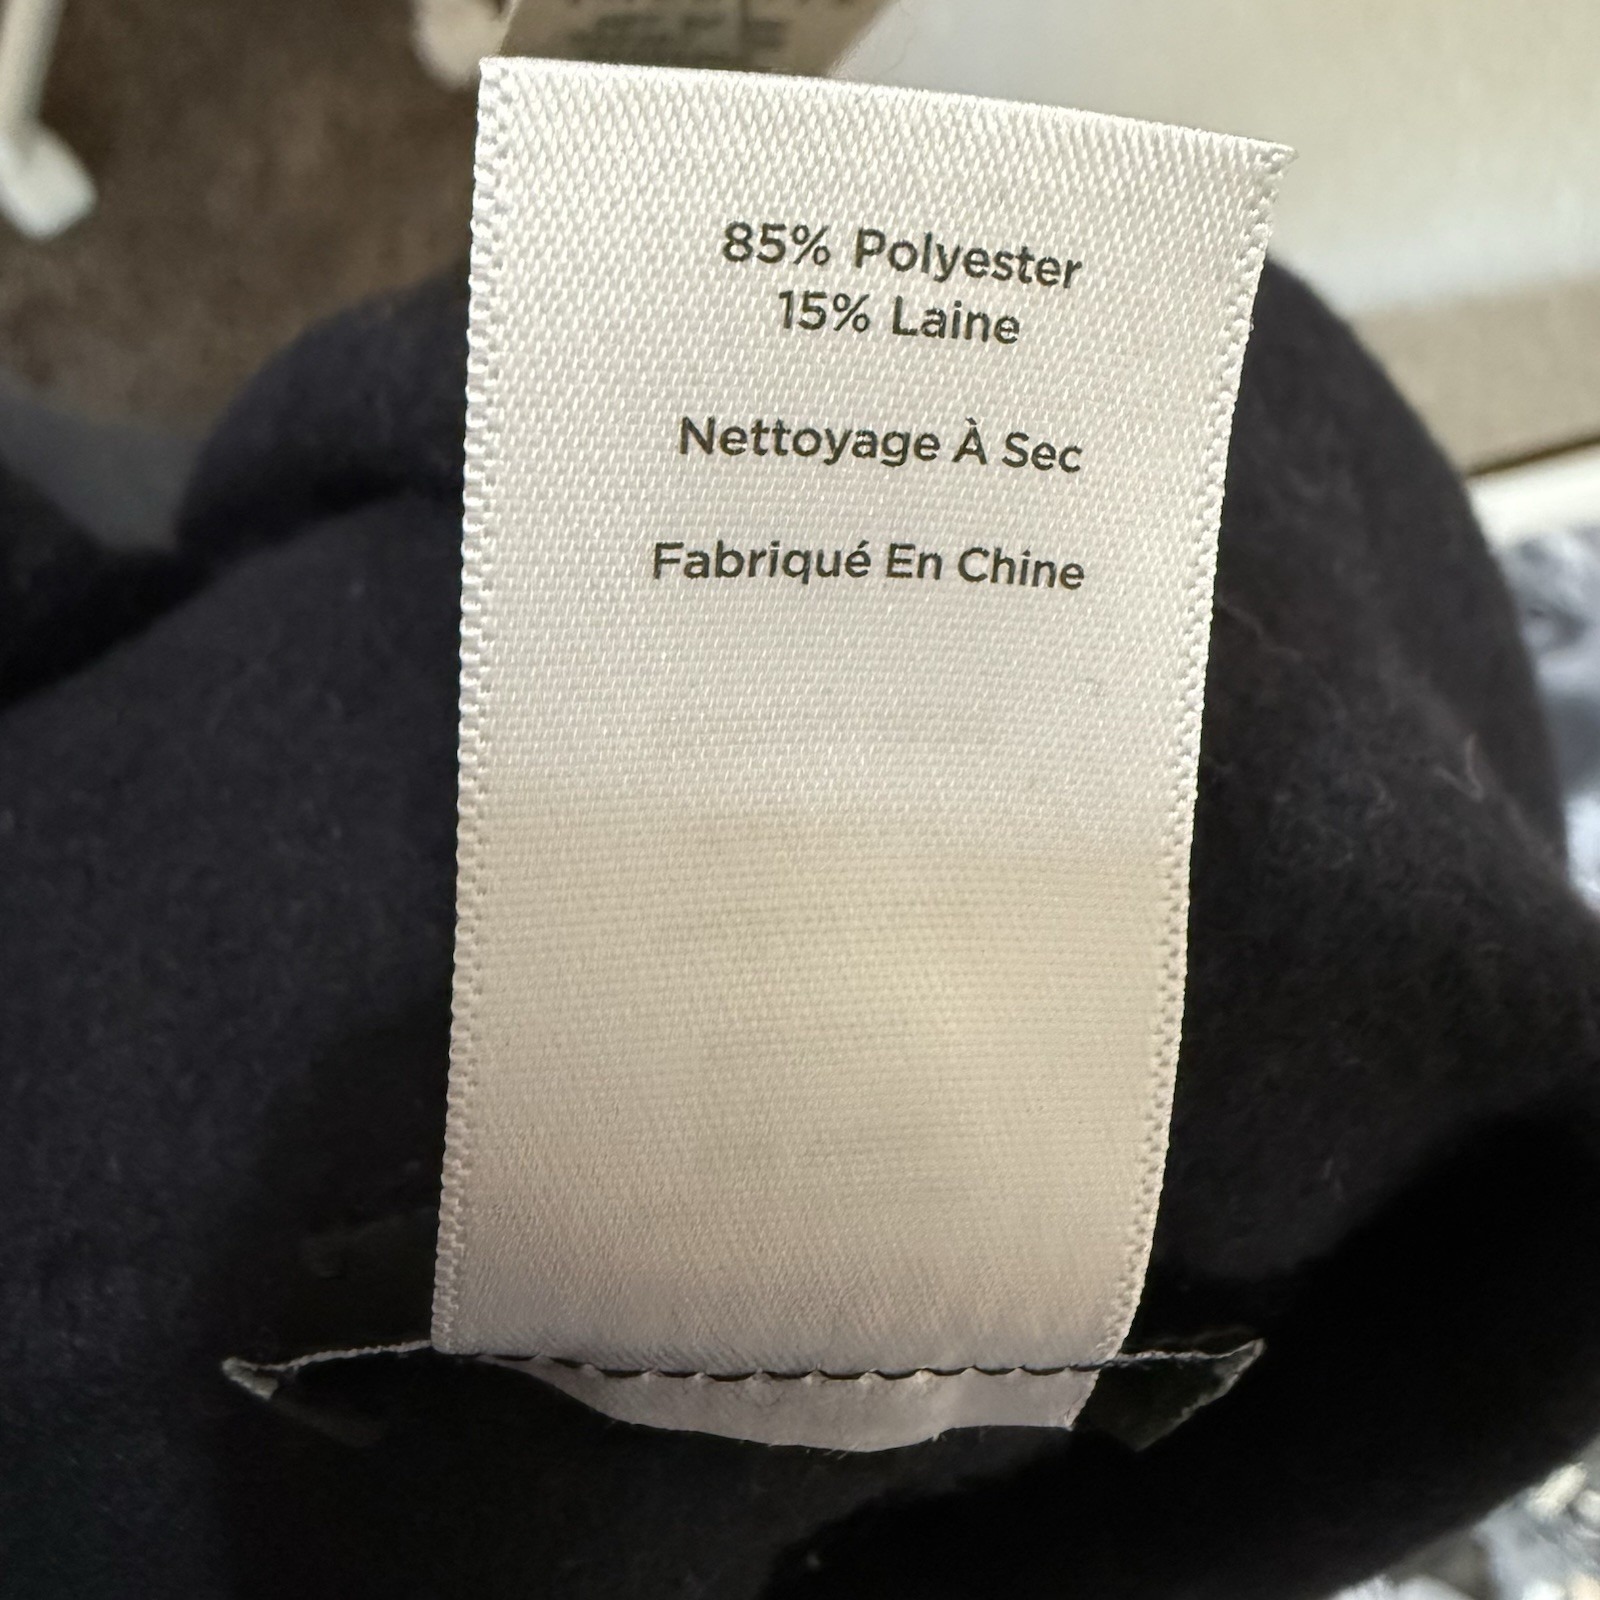 85% Polyester
15% Laine
Nettoyage À Sec
Fabriqué En Chine